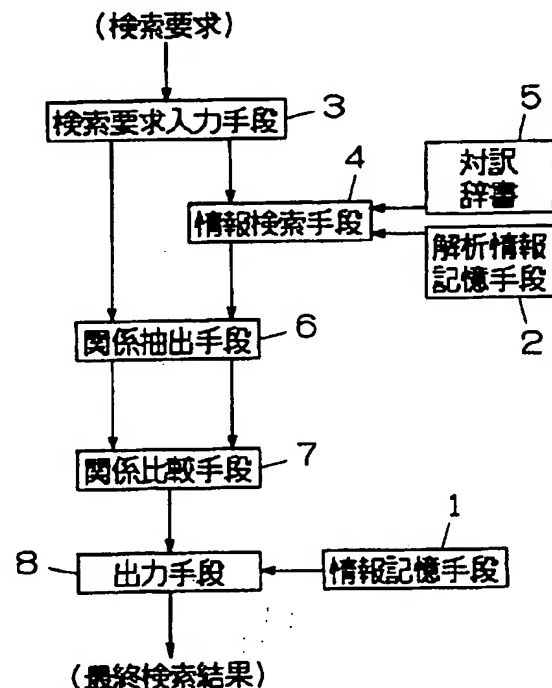 (検索要求)
検索要求入力手段
3
5
対訳
辞書
4
情報検索手段
解析情報
記憶手段
2
関係抽出手段
6
関係比較手段
7
1
8
出力手段
情報記憶手段
(最終検索結果)